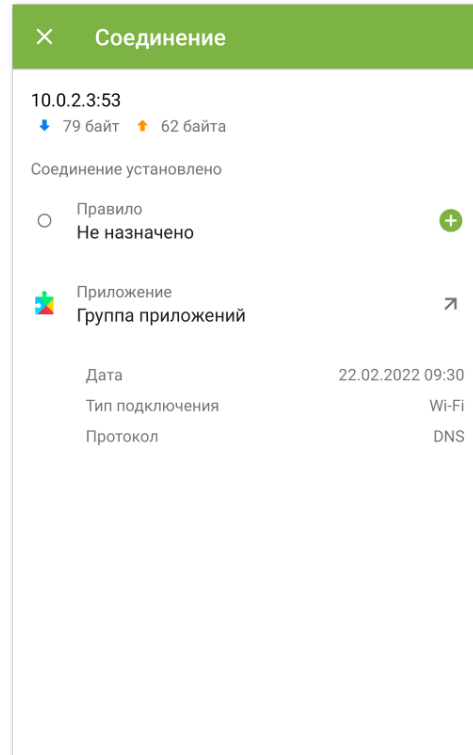 Соединение
10.0.2.3:53
79 байт 62 байта
Соединение установлено
Правило
Не назначено
Приложение
Группа приложений
Дата 22.02.2022 09:30
Тип подключения Wi-Fi
Протокол DNS